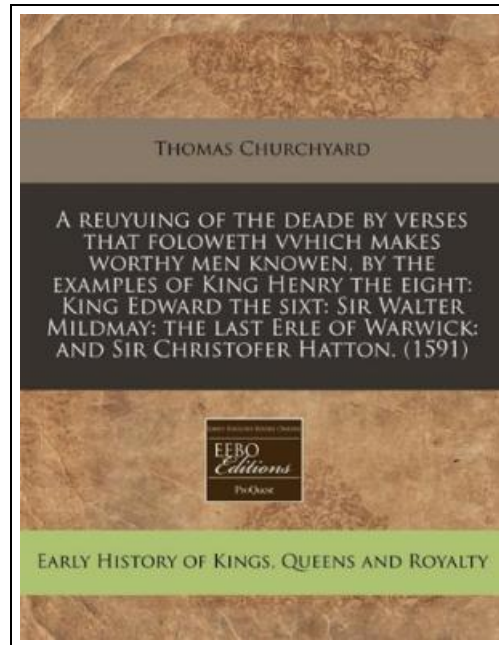 Thomas Churchyard
A reuyuing of the deade by verses
that foloweth vvhich makes
worthy men knowen, by the
examples of King Henry the eight:
King Edward the sixt: Sir Walter
Mildmay: the last Erle of Warwick:
and Sir Christofer Hatton. (1591)
EEBO
Editions
ProQuest
Early History of Kings, Queens and Royalty